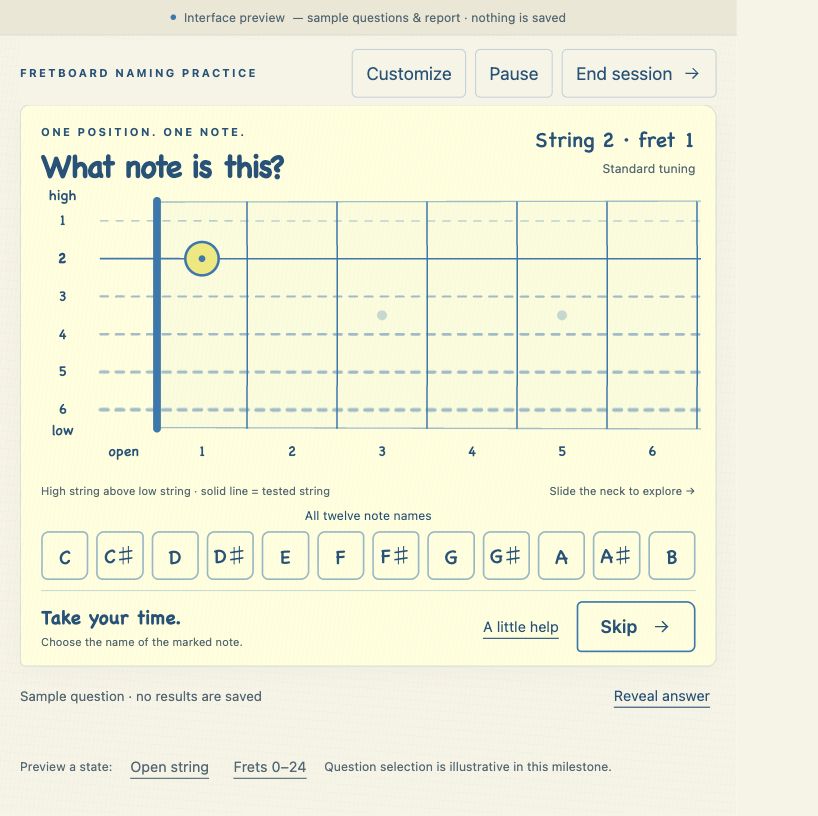 Interface preview — sample questions & report · nothing is saved
FRETBOARD NAMING PRACTICE
Customize
Pause
End session →
ONE POSITION. ONE NOTE.
What note is this?
String 2 · fret 1
Standard tuning
high
1
2
3
4
5
6
low
open 1 2 3 4 5 6
High string above low string · solid line = tested string
Slide the neck to explore →
All twelve note names
C C♯ D D♯ E F F♯ G G♯ A A♯ B
Take your time.
Choose the name of the marked note.
A little help
Skip →
Sample question · no results are saved
Reveal answer
Preview a state: Open string Frets 0–24 Question selection is illustrative in this milestone.